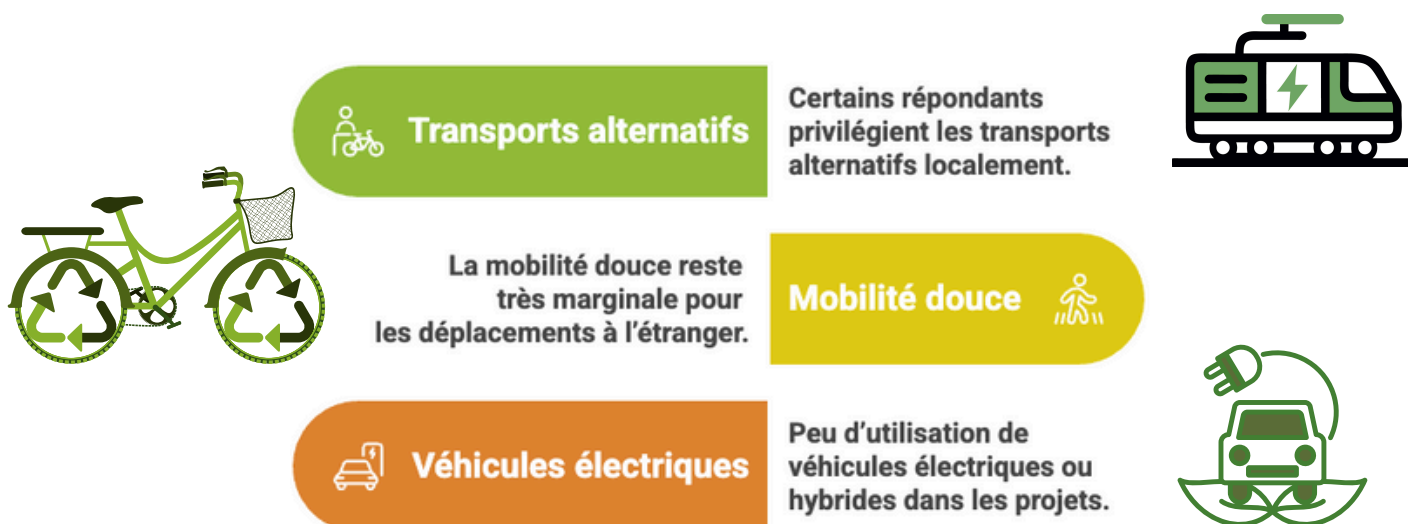 Transports alternatifs
Certains répondants
privilégient les transports
alternatifs localement.
La mobilité douce reste
très marginale pour
les déplacements à l'étranger.
Mobilité douce
Véhicules électriques
Peu d'utilisation de
véhicules électriques ou
hybrides dans les projets.